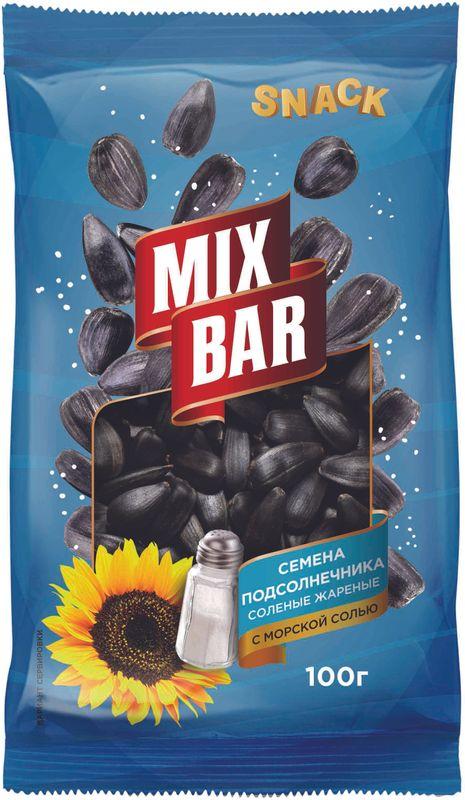 SNACK
MIX
BAR
СЕМЕНА
ПОДСОЛНЕЧНИКА
СОЛЕНЫЕ ЖАРЕНЫЕ
С МОРСКОЙ СОЛЬЮ
100г
ВАРИАНТ СЕРВИРОВКИ